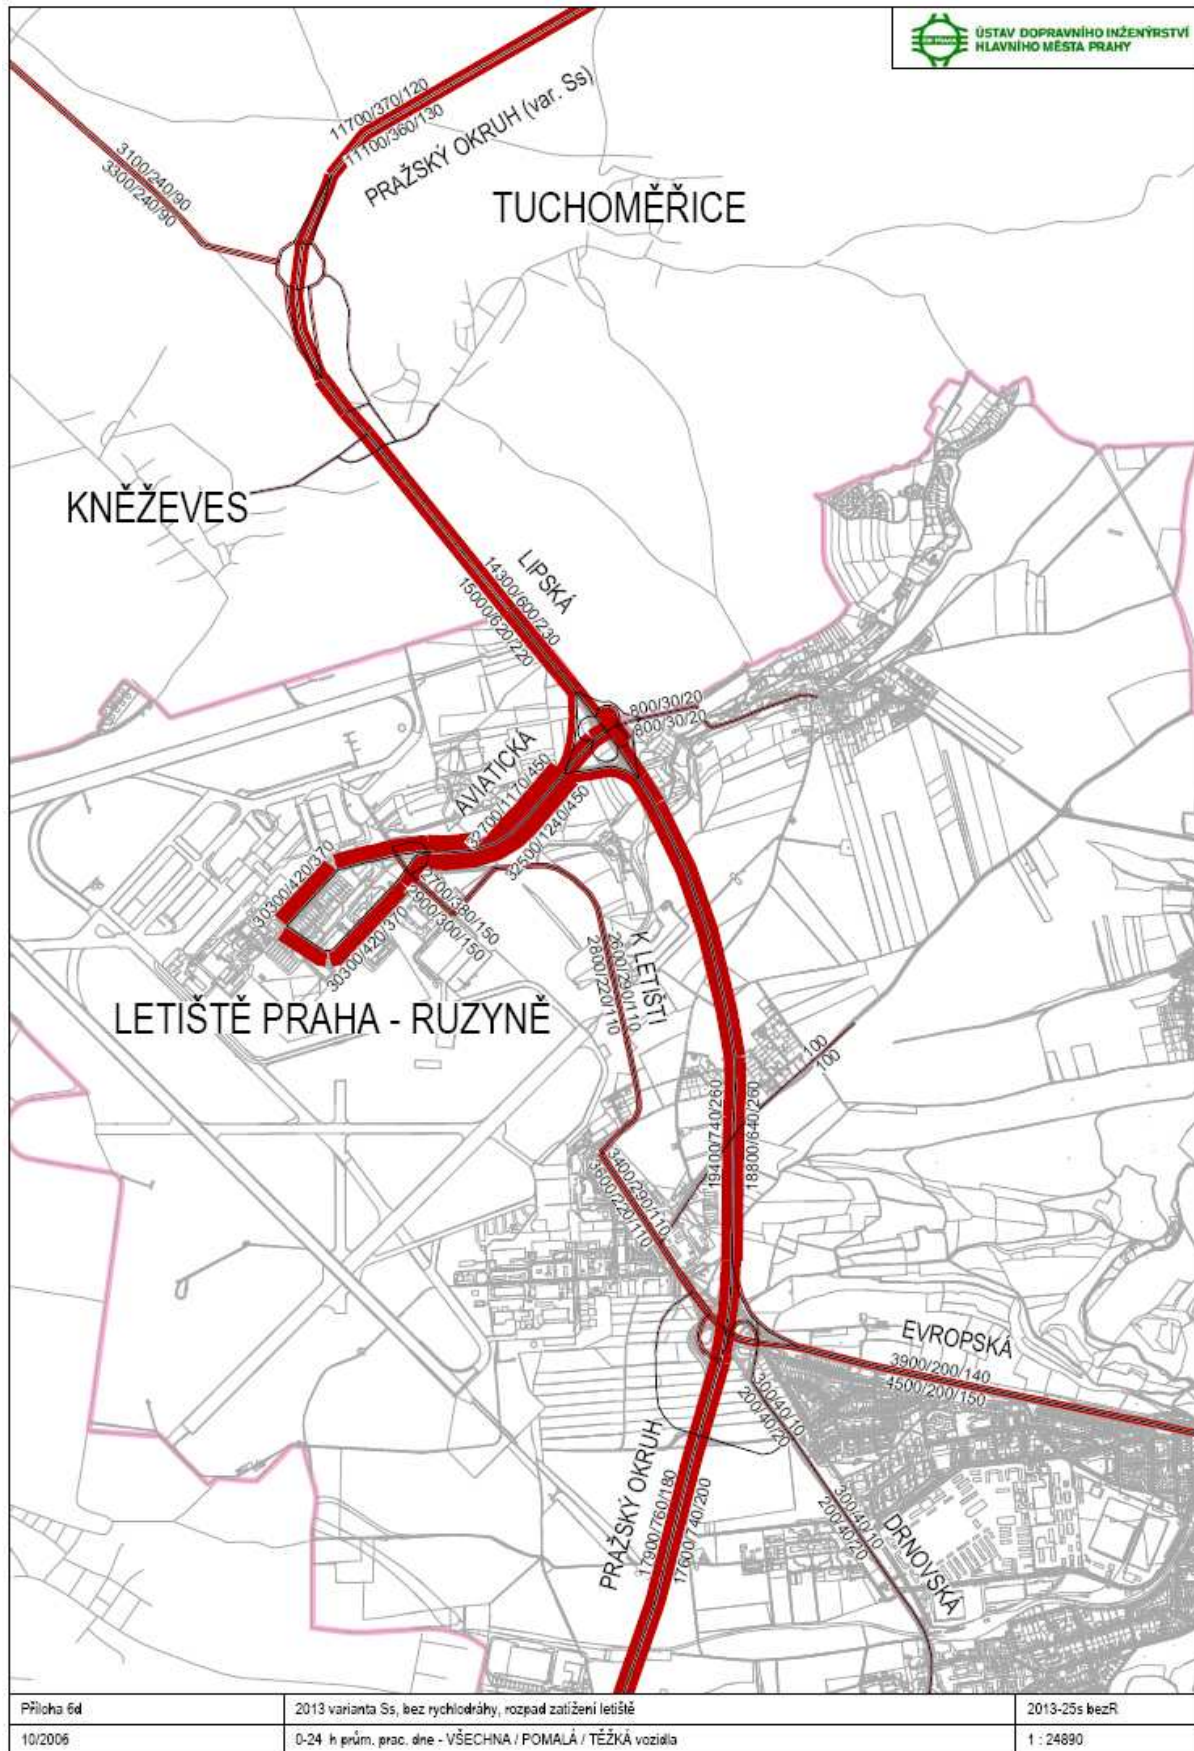 ÚSTAV DOPRAVNÍHO INŽENÝRSTVÍ
HLAVNÍHO MĚSTA PRAHY
11700/370/120
11100/360/130
PRAŽSKÝ OKRUH (var. Ss)
3100/240/90
3300/240/90
TUCHOMĚŘICE
KNĚŽEVES
LIPSKÁ
14300/600/230
15000/620/220
800/30/20
800/30/20
AVIATICKÁ
32700/1170/450
32500/1240/450
30300/420/370
30300/420/370
2700/380/150
2900/300/150
K LETIŠTI
2600/290/110
2800/220/110
LETIŠTĚ PRAHA - RUZYNĚ
100
100
19400/740/260
18800/640/260
3400/290/110
3600/220/110
EVROPSKÁ
3900/200/140
4500/200/150
300/40/10
200/40/20
PRAŽSKÝ OKRUH
17900/760/180
17600/740/200
300/40/10
200/40/20
DRNOVSKÁ
Příloha 6d
2013 varianta Ss, bez rychlodráhy, rozpad zatížení letiště
2013-25s bezR
10/2006
0-24 h prům. prac. dne - VŠECHNA / POMALÁ / TĚŽKÁ vozidla
1 : 24890